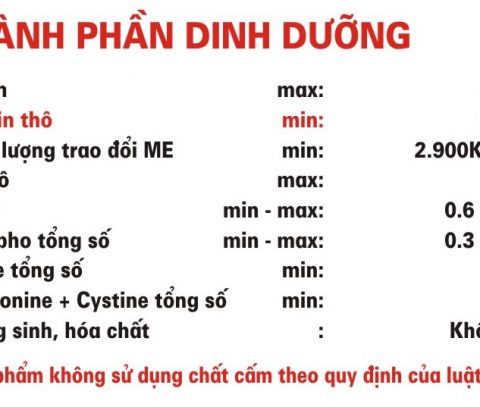 ÀNH PHẦN DINH DƯỠNG
max:
in thô min:
lượng trao đổi ME min: 2.900K
max:
min - max: 0.6
pho tổng số min - max: 0.3
tổng số min:
onine + Cystine tổng số min:
g sinh, hóa chất : Khô
phẩm không sử dụng chất cấm theo quy định của luật